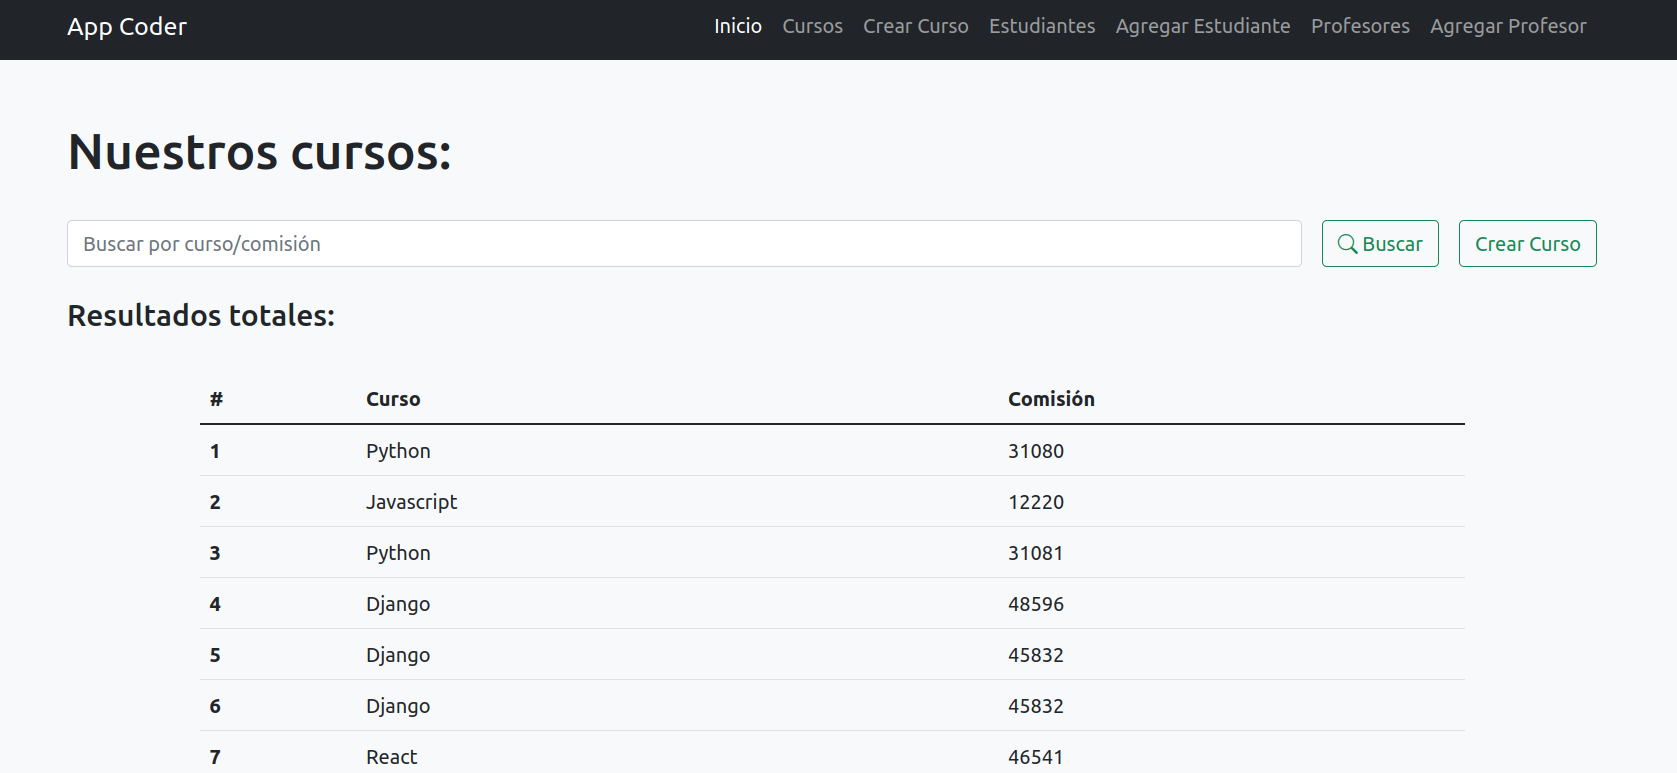 App Coder Inicio Cursos Crear Curso Estudiantes Agregar Estudiante Profesores Agregar Profesor
Nuestros cursos:
Buscar por curso/comisión Buscar Crear Curso
Resultados totales:
# Curso Comisión
1 Python 31080
2 Javascript 12220
3 Python 31081
4 Django 48596
5 Django 45832
6 Django 45832
7 React 46541